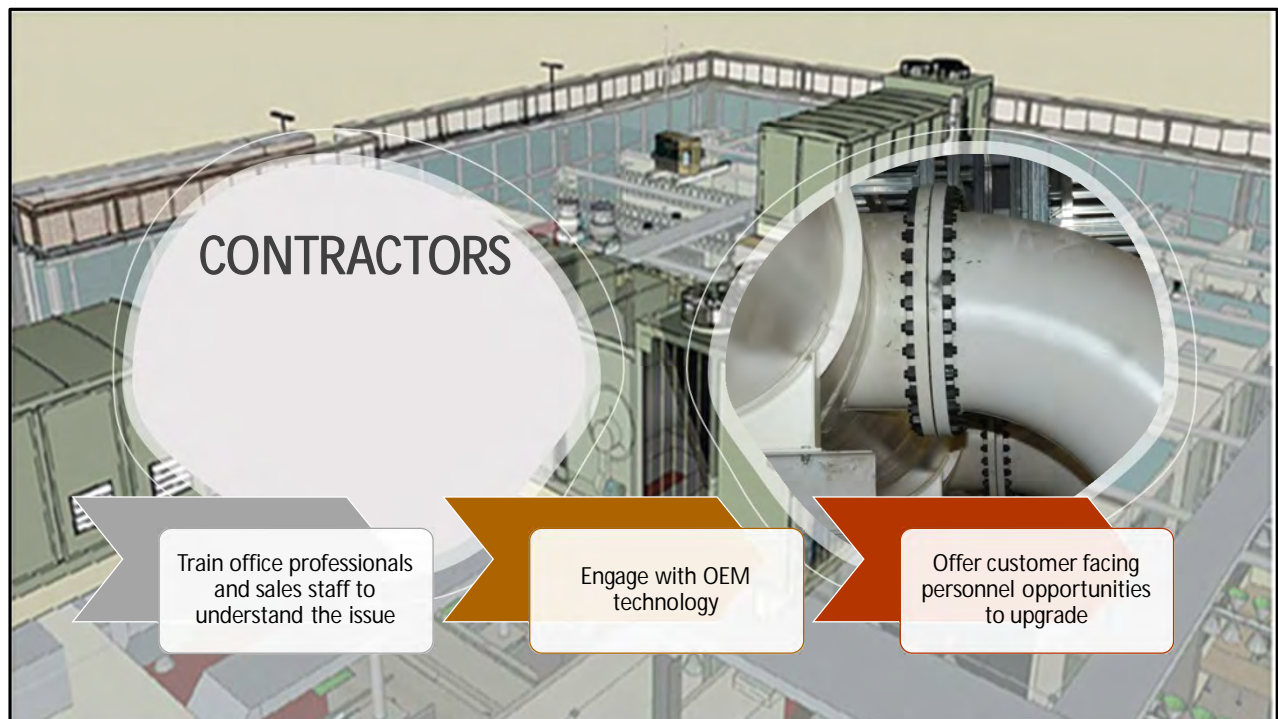 CONTRACTORS
Train office professionals
and sales staff to
understand the issue
Engage with OEM
technology
Offer customer facing
personnel opportunities
to upgrade